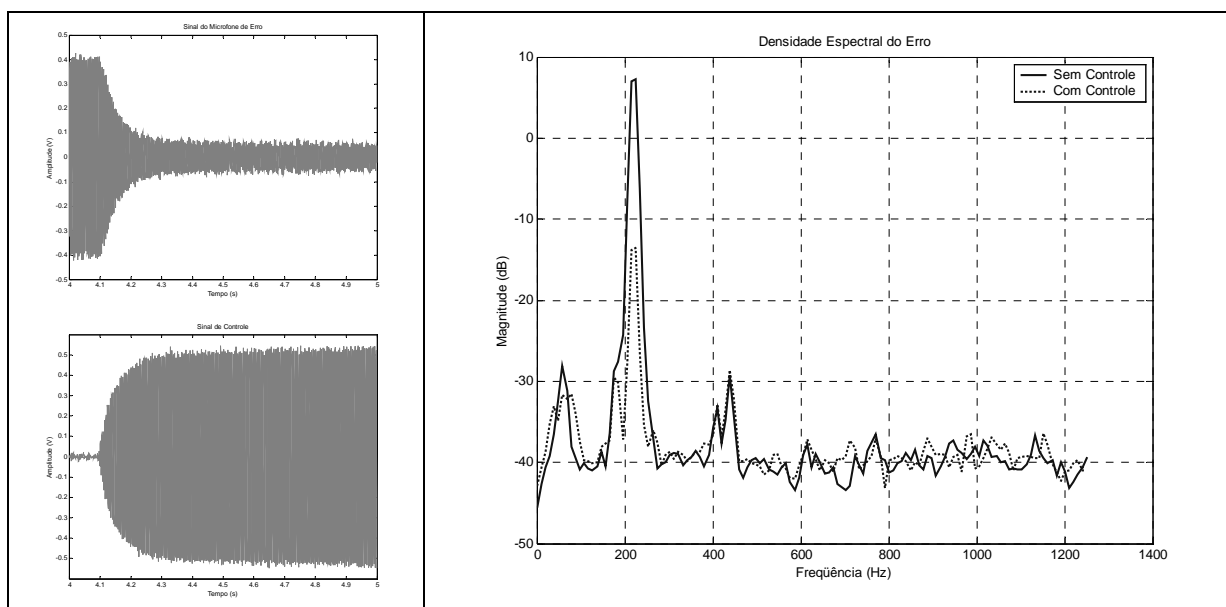 Sinal do Microfone de Erro
0.5
0.4
0.3
0.2
0.1
0
-0.1
-0.2
-0.3
-0.4
-0.5
Amplitude (V)
4 4.1 4.2 4.3 4.4 4.5 4.6 4.7 4.8 4.9 5
Tempo (s)
Sinal de Controle
0.5
0.4
0.3
0.2
0.1
0
-0.1
-0.2
-0.3
-0.4
-0.5
Amplitude (V)
4 4.1 4.2 4.3 4.4 4.5 4.6 4.7 4.8 4.9 5
Tempo (s)
Densidade Espectral do Erro
Sem Controle
Com Controle
10
0
-10
-20
-30
-40
-50
Magnitude (dB)
0 200 400 600 800 1000 1200 1400
Freqüência (Hz)